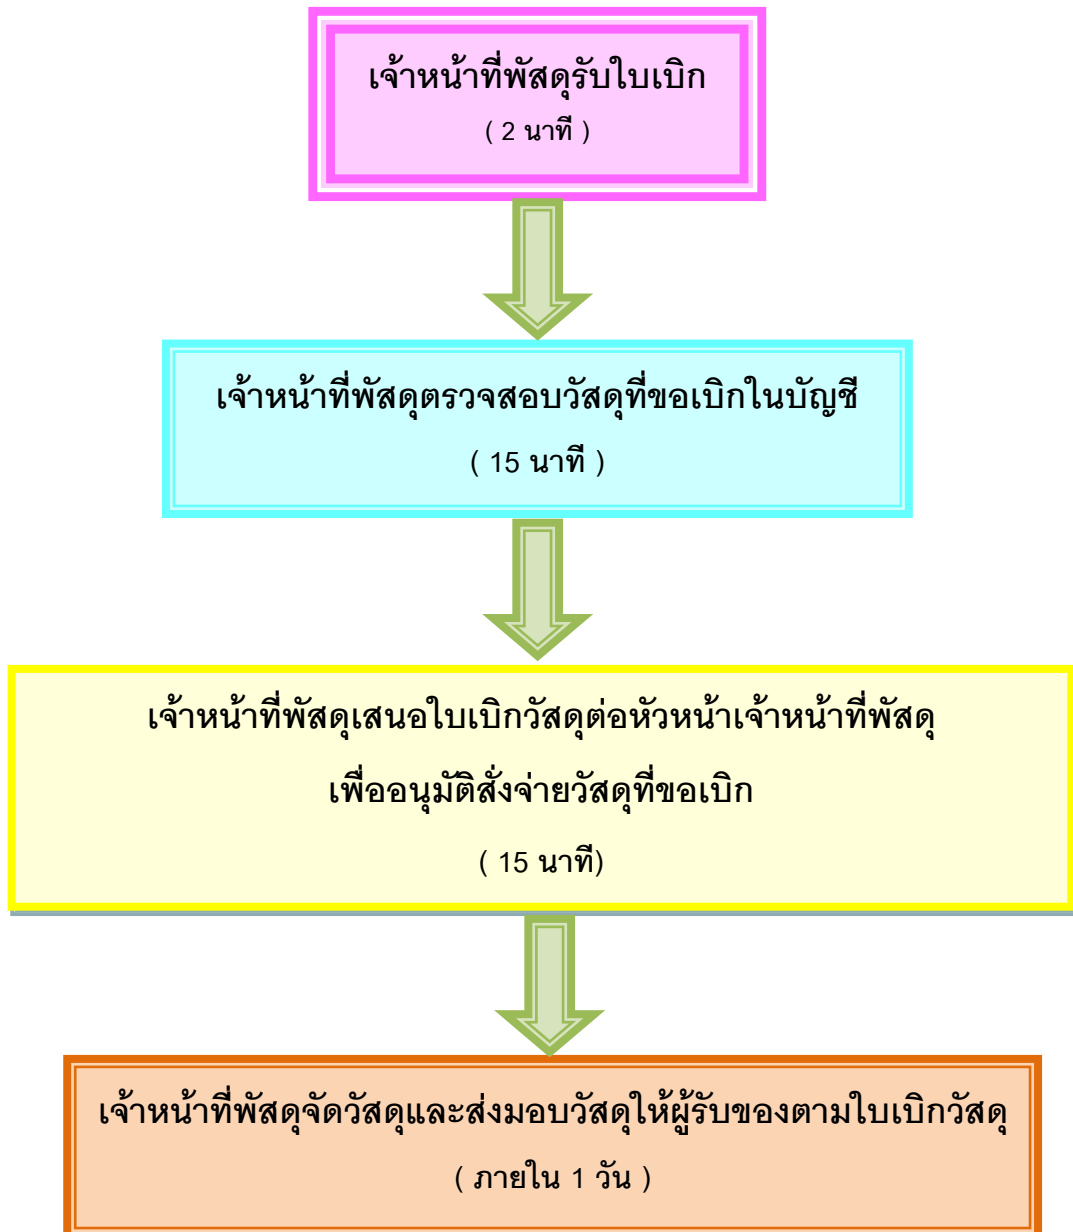 เจ้าหน้าที่พัสดุรับใบเบิก
( 2 นาที )
เจ้าหน้าที่พัสดุตรวจสอบวัสดุที่ขอเบิกในบัญชี
( 15 นาที )
เจ้าหน้าที่พัสดุเสนอใบเบิกวัสดุต่อหัวหน้าเจ้าหน้าที่พัสดุ
เพื่ออนุมัติสั่งจ่ายวัสดุที่ขอเบิก
( 15 นาที)
เจ้าหน้าที่พัสดุจัดวัสดุและส่งมอบวัสดุให้ผู้รับของตามใบเบิกวัสดุ
( ภายใน 1 วัน )